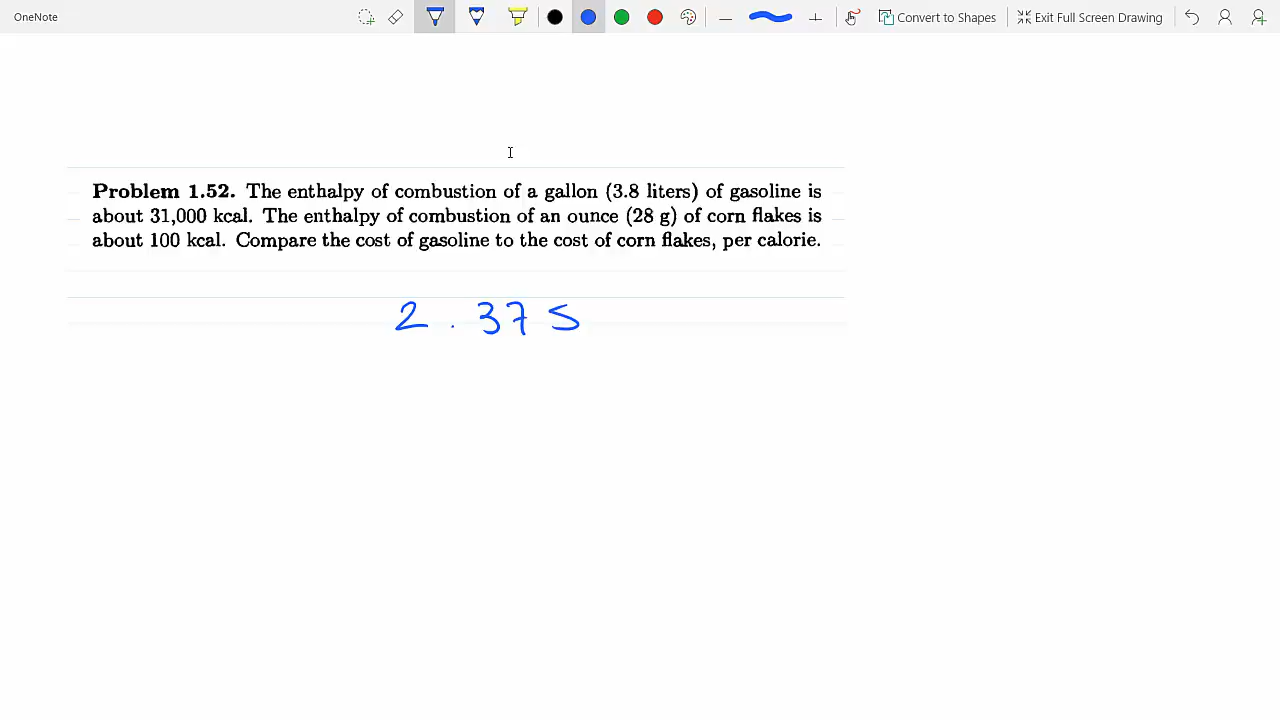 OneNote
Convert to Shapes
Exit Full Screen Drawing
Problem 1.52. The enthalpy of combustion of a gallon (3.8 liters) of gasoline is
about 31,000 kcal. The enthalpy of combustion of an ounce (28 g) of corn flakes is
about 100 kcal. Compare the cost of gasoline to the cost of corn flakes, per calorie.
2.375